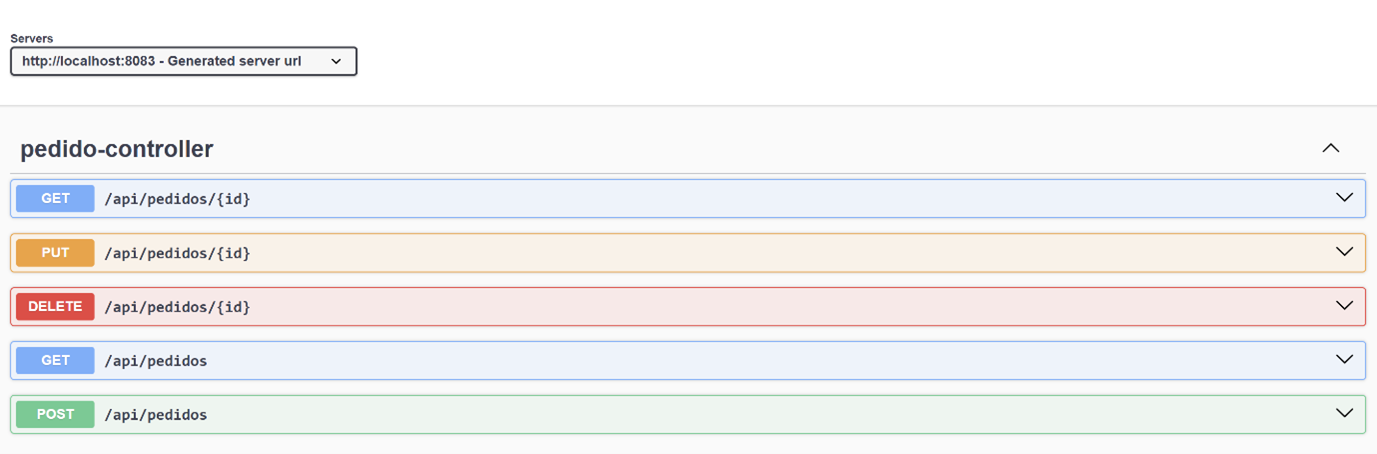 Servers
http://localhost:8083 - Generated server url
pedido-controller
GET /api/pedidos/{id}
PUT /api/pedidos/{id}
DELETE /api/pedidos/{id}
GET /api/pedidos
POST /api/pedidos